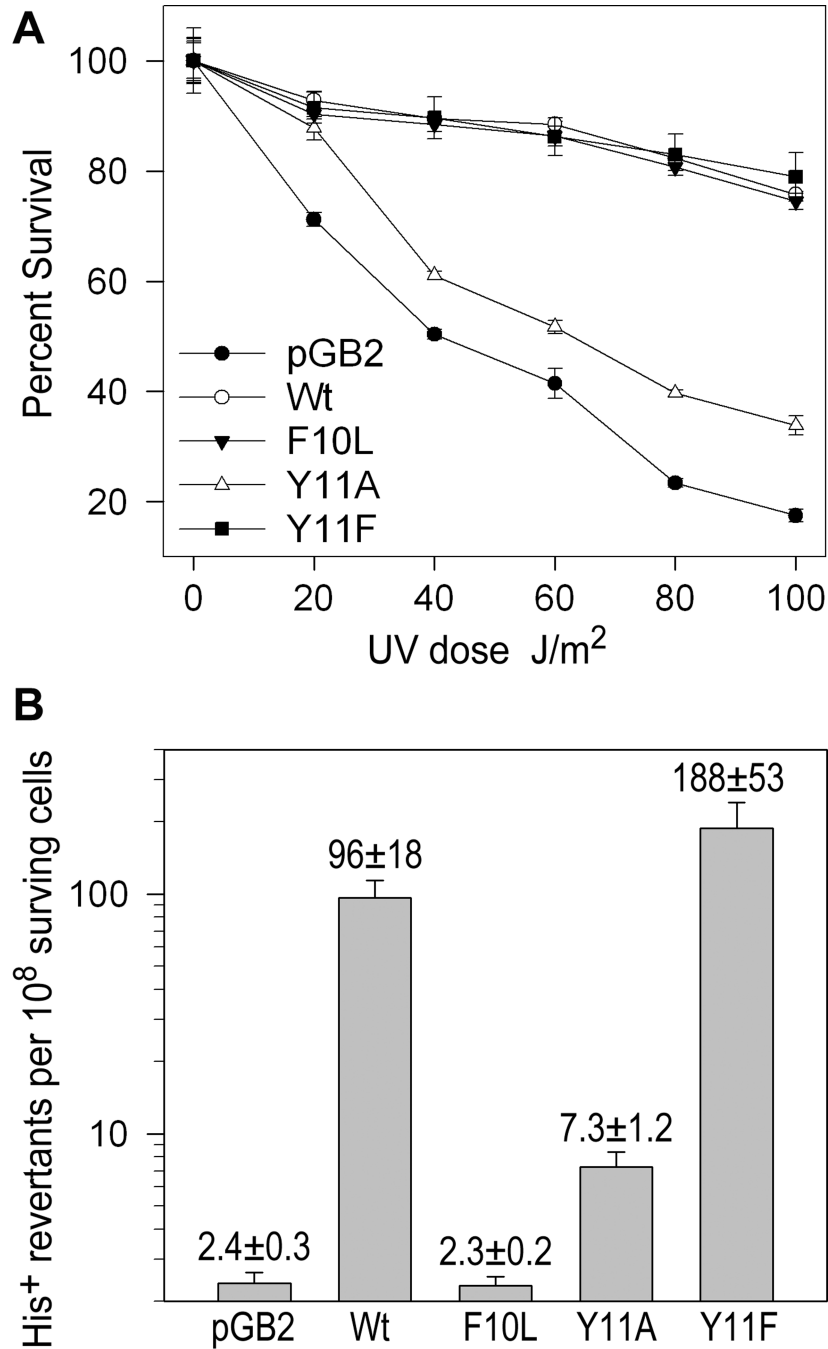 A
100
80
60
40
20
Percent Survival
pGB2
Wt
F10L
Y11A
Y11F
0 20 40 60 80 100
UV dose J/m²
B
His⁺ revertants per 10⁸ surving cells
100
10
2.4±0.3
96±18
2.3±0.2
7.3±1.2
188±53
pGB2 Wt F10L Y11A Y11F